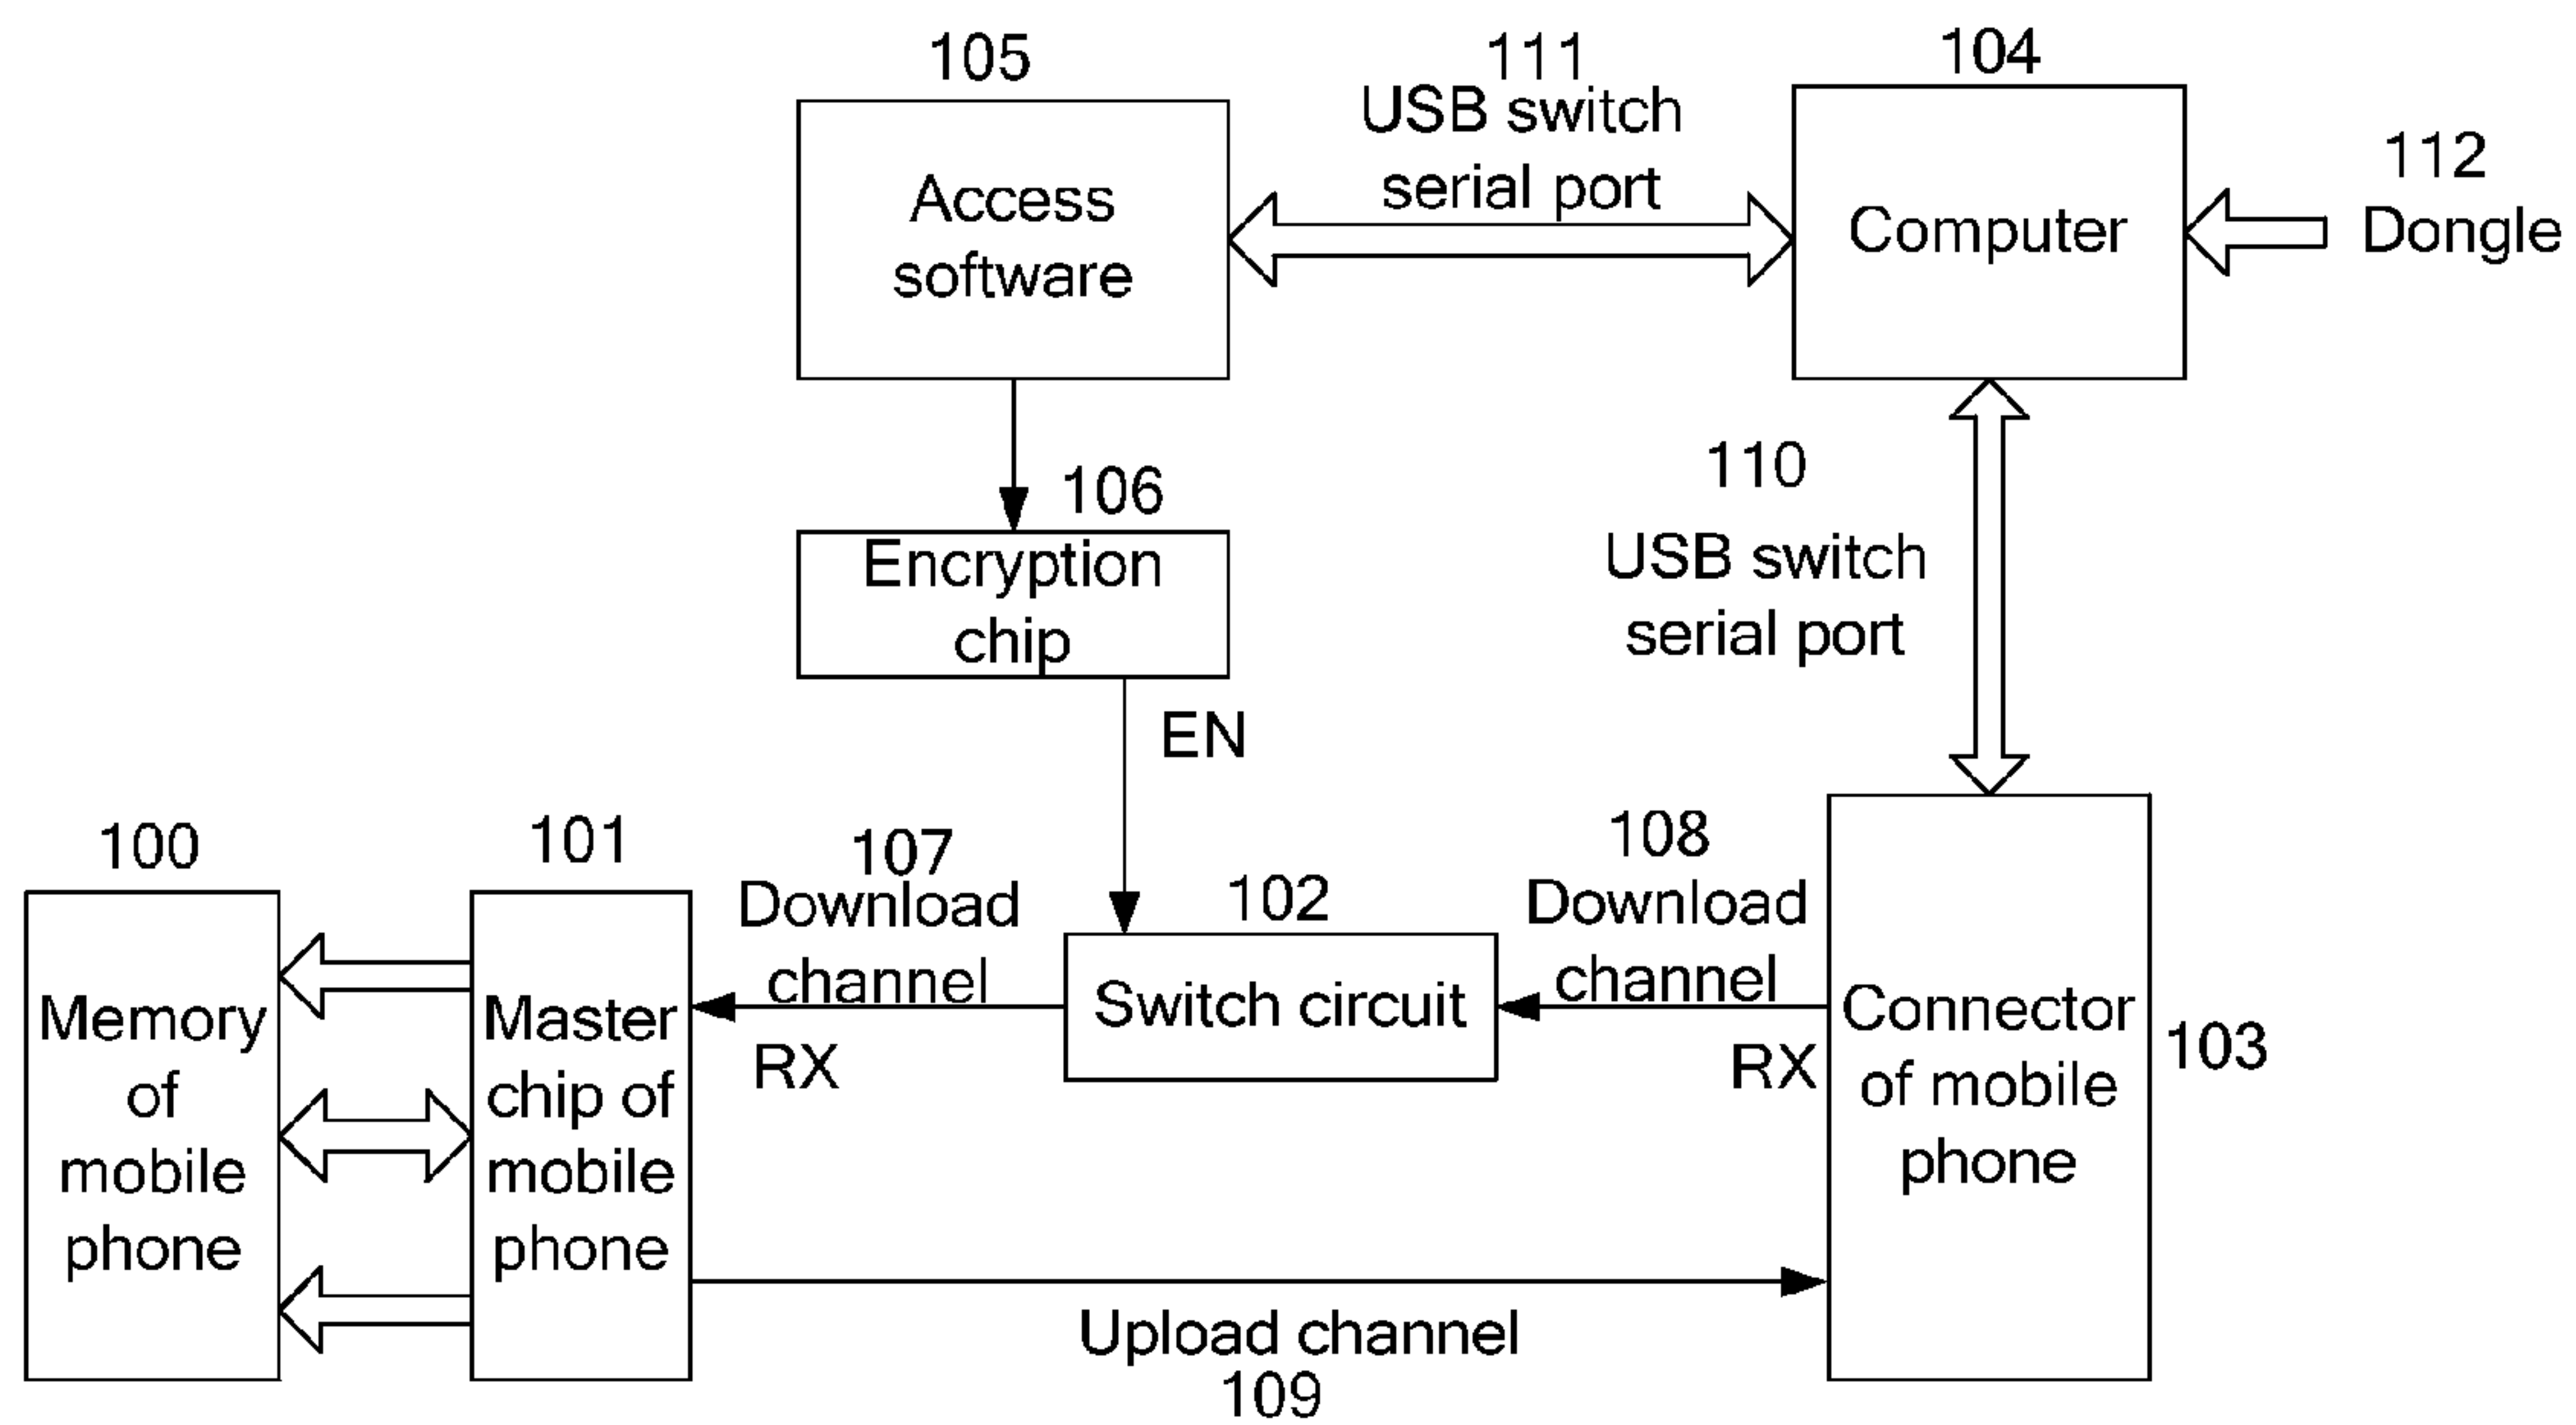 105
111
104
USB switch
serial port
112
Dongle
Access
software
Computer
106
Encryption
chip
110
USB switch
serial port
EN
100
101
107
Download
channel
RX
102
108
Download
channel
RX
Memory
of
mobile
phone
Master
chip of
mobile
phone
Switch circuit
Connector
of mobile
phone
103
Upload channel
109